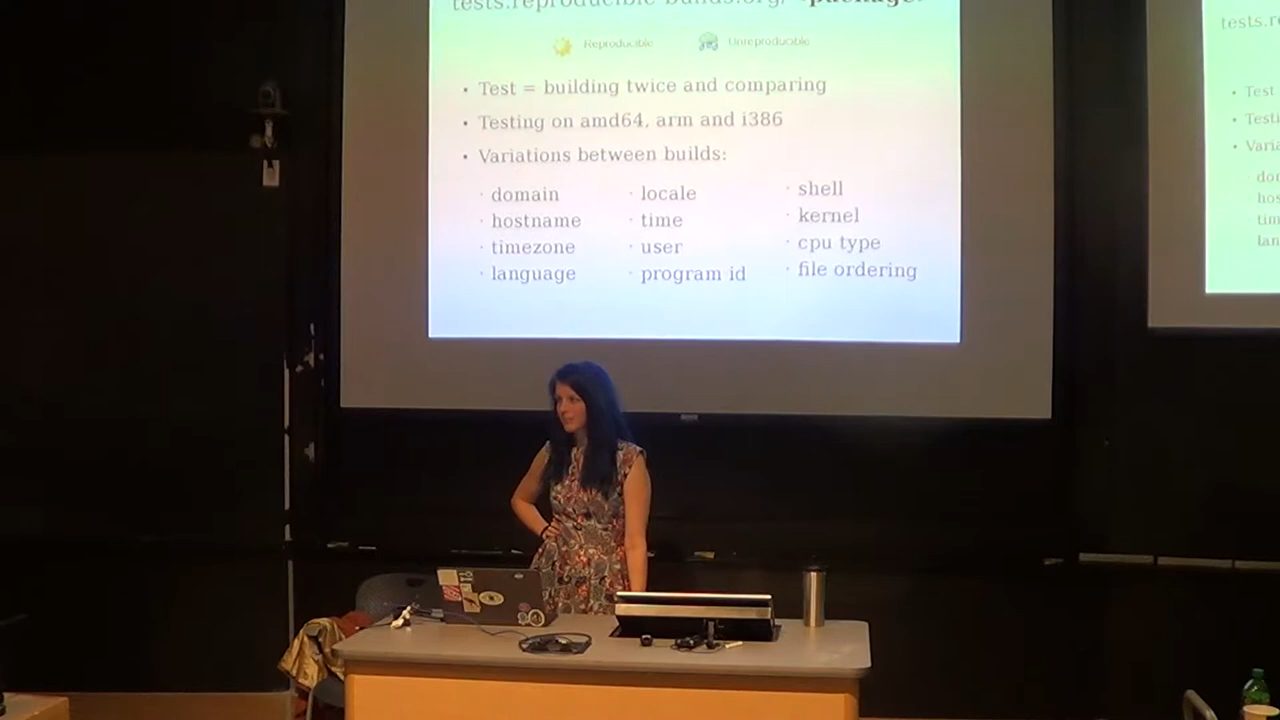 tests.reproducible-builds.org/<package>
Reproducible
Unreproducible
• Test = building twice and comparing
• Testing on amd64, arm and i386
• Variations between builds:
· domain
· hostname
· timezone
· language
· locale
· time
· user
· program id
· shell
· kernel
· cpu type
· file ordering
tests.r
• Test
• Testi
• Varia
do
hos
tim
lan